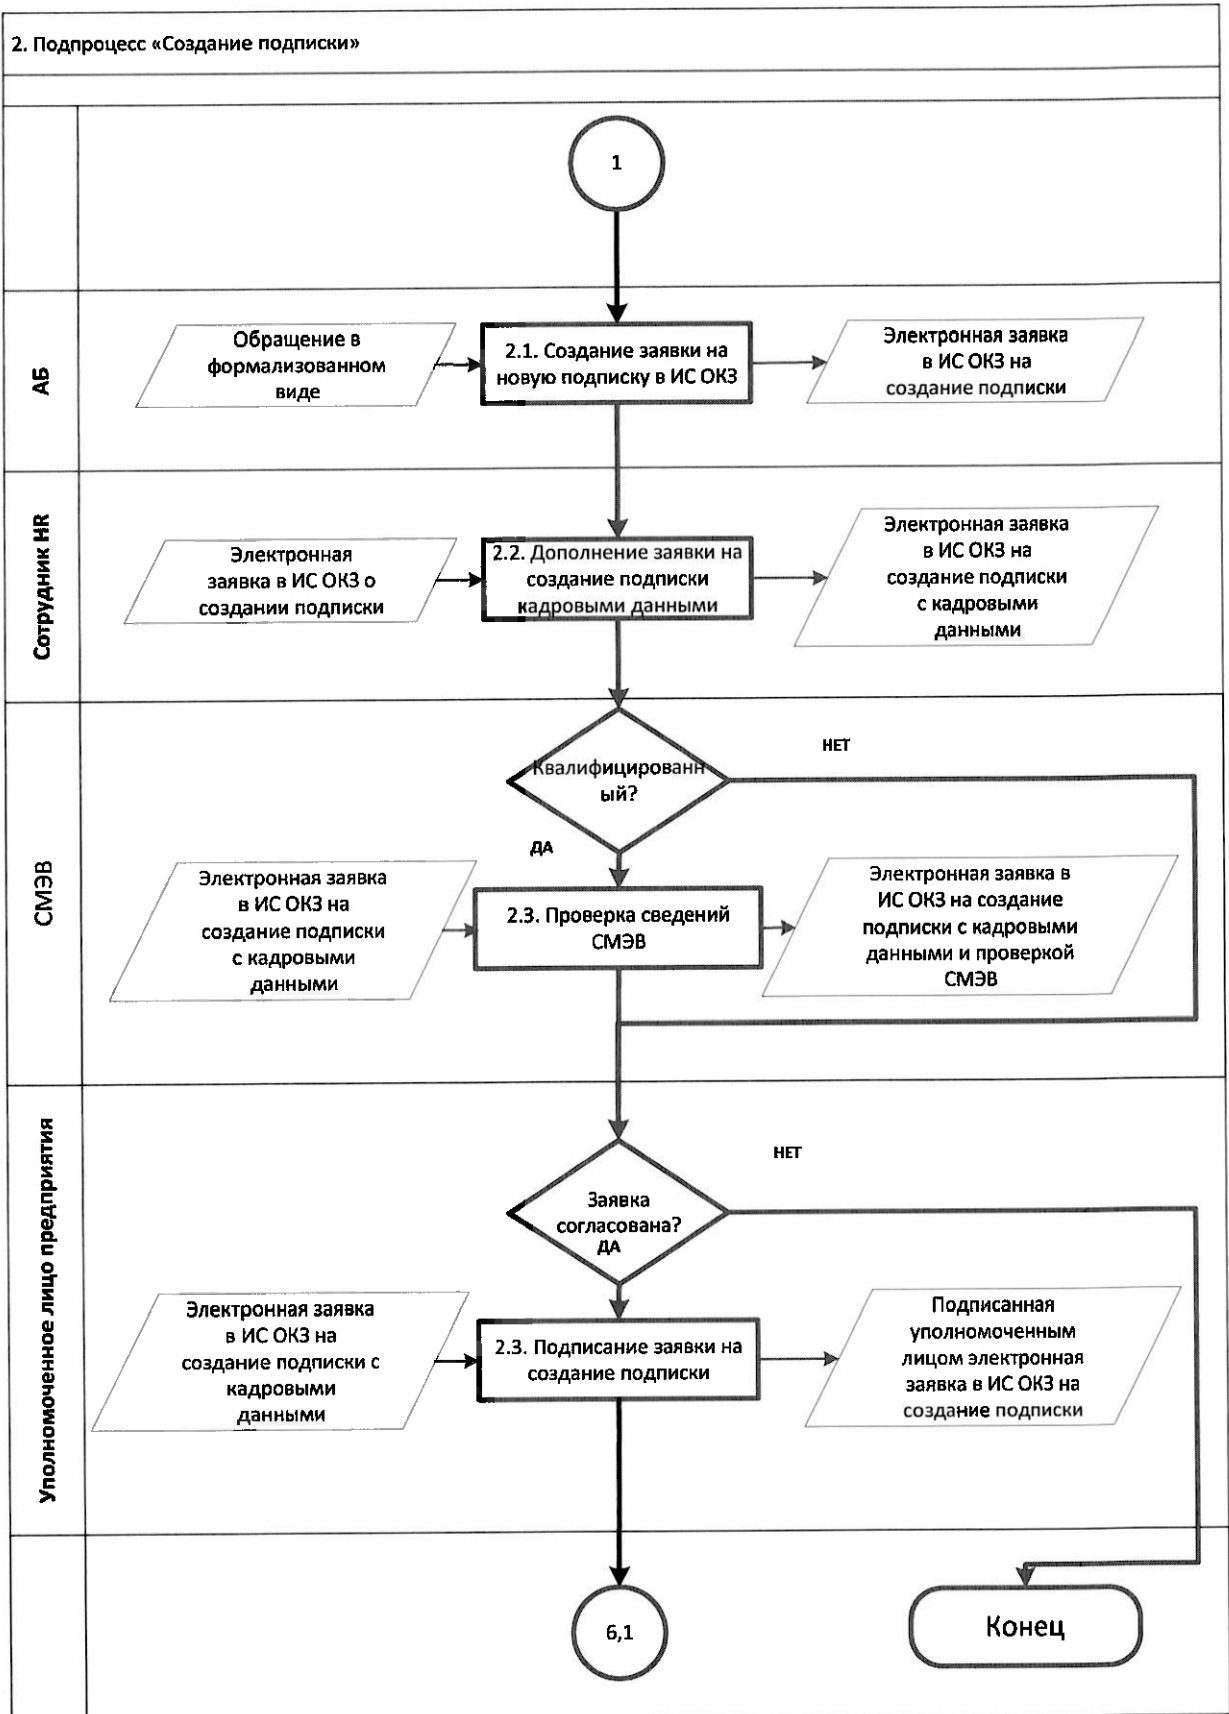 2. Подпроцесс «Создание подписки»
1
АБ
Обращение в
формализованном
виде
2.1. Создание заявки на
новую подписку в ИС ОКЗ
Электронная заявка
в ИС ОКЗ на
создание подписки
Сотрудник HR
Электронная
заявка в ИС ОКЗ о
создании подписки
2.2. Дополнение заявки на
создание подписки
кадровыми данными
Электронная заявка
в ИС ОКЗ на
создание подписки
с кадровыми
данными
СМЭВ
Квалифицированн
ый?
НЕТ
ДА
Электронная заявка
в ИС ОКЗ на
создание подписки
с кадровыми
данными
2.3. Проверка сведений
СМЭВ
Электронная заявка в
ИС ОКЗ на создание
подписки с кадровыми
данными и проверкой
СМЭВ
Уполномоченное лицо предприятия
Заявка
согласована?
НЕТ
ДА
Электронная заявка
в ИС ОКЗ на
создание подписки с
кадровыми
данными
2.3. Подписание заявки на
создание подписки
Подписанная
уполномоченным
лицом электронная
заявка в ИС ОКЗ на
создание подписки
6,1
Конец